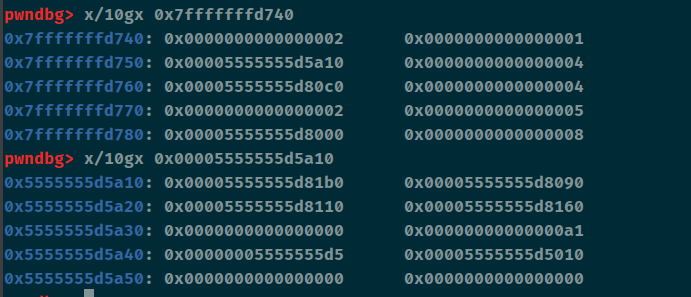 pwndbg> x/10gx 0x7fffffffd740
0x7fffffffd740: 0x0000000000000002 0x0000000000000001
0x7fffffffd750: 0x00005555555d5a10 0x0000000000000004
0x7fffffffd760: 0x00005555555d80c0 0x0000000000000004
0x7fffffffd770: 0x0000000000000002 0x0000000000000005
0x7fffffffd780: 0x00005555555d8000 0x0000000000000008
pwndbg> x/10gx 0x00005555555d5a10
0x5555555d5a10: 0x00005555555d81b0 0x00005555555d8090
0x5555555d5a20: 0x00005555555d8110 0x00005555555d8160
0x5555555d5a30: 0x0000000000000000 0x00000000000000a1
0x5555555d5a40: 0x00000005555555d5 0x00005555555d5010
0x5555555d5a50: 0x0000000000000000 0x0000000000000000